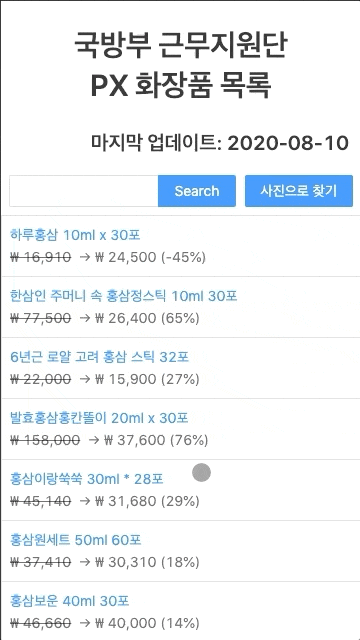 국방부 근무지원단
PX 화장품 목록
마지막 업데이트: 2020-08-10
Search 사진으로 찾기
하루홍삼 10ml x 30포
₩ 16,910 → ₩ 24,500 (-45%)
한삼인 주머니 속 홍삼정스틱 10ml 30포
₩ 77,500 → ₩ 26,400 (65%)
6년근 로얄 고려 홍삼 스틱 32포
₩ 22,000 → ₩ 15,900 (27%)
발효홍삼홍칸뜰이 20ml x 30포
₩ 158,000 → ₩ 37,600 (76%)
홍삼이랑쑥쑥 30ml * 28포
₩ 45,140 → ₩ 31,680 (29%)
홍삼원세트 50ml 60포
₩ 37,410 → ₩ 30,310 (18%)
홍삼보운 40ml 30포
₩ 46,660 → ₩ 40,000 (14%)